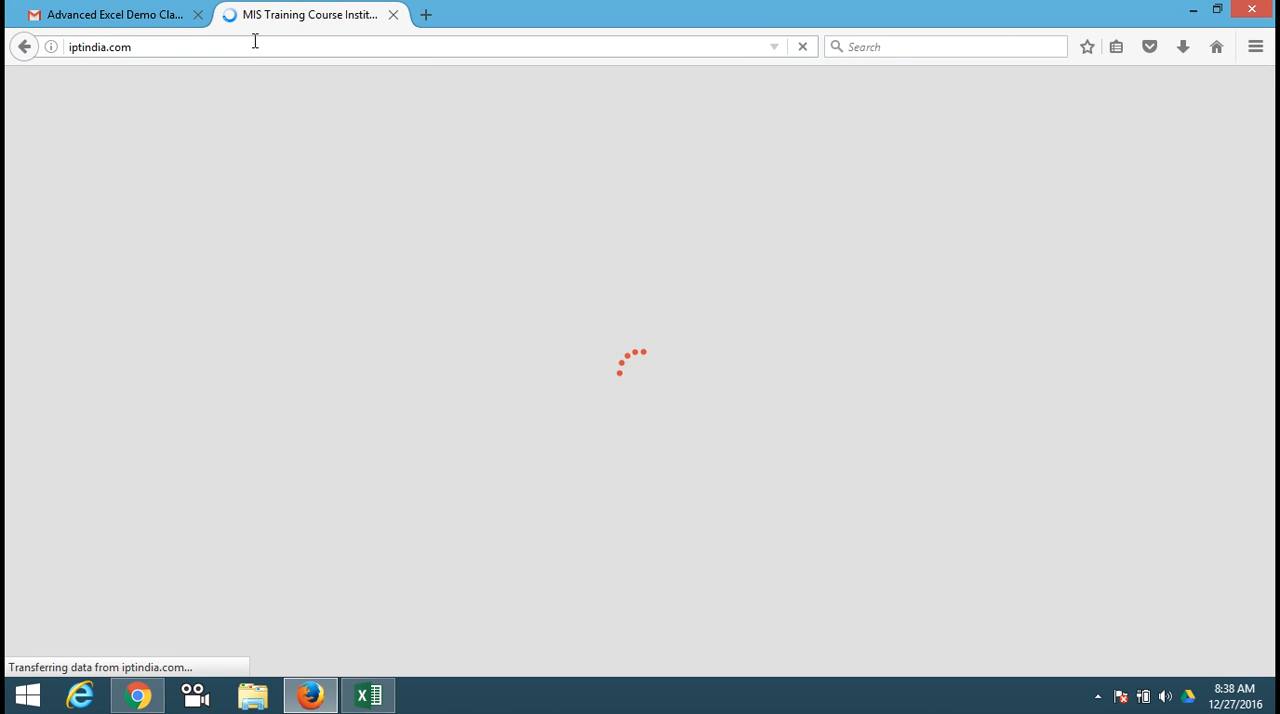 Advanced Excel Demo Cla...
MIS Training Course Instit...
iptindia.com
Search
Transferring data from iptindia.com...
8:38 AM
12/27/2016